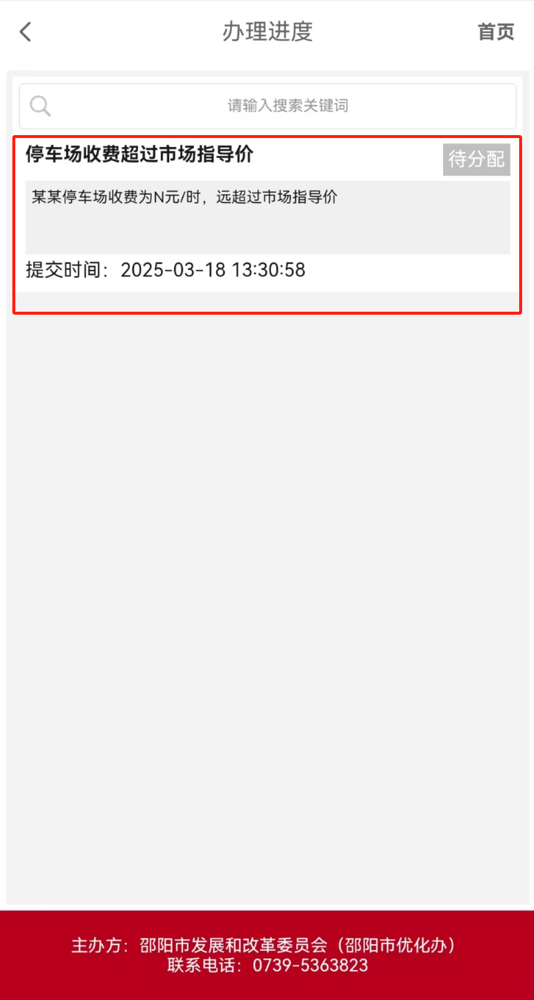 办理进度
首页
请输入搜索关键词
停车场收费超过市场指导价
待分配
某某停车场收费为N元/时，远超过市场指导价
提交时间：2025-03-18 13:30:58
主办方：邵阳市发展和改革委员会（邵阳市优化办）
联系电话：0739-5363823